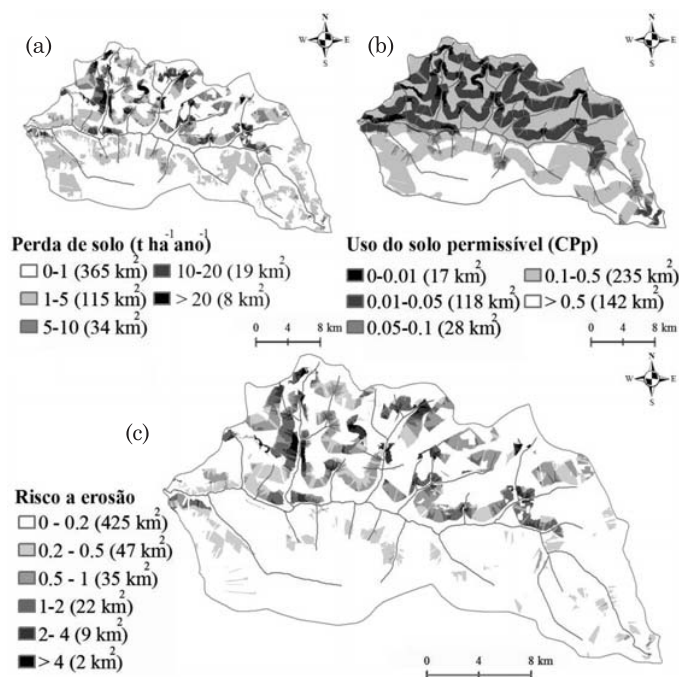 (a)
N
W E
S
(b)
N
W E
S
Perda de solo (t ha⁻¹ano⁻¹)
0-1 (365 km²)
1-5 (115 km²)
5-10 (34 km²)
10-20 (19 km²)
> 20 (8 km²)
0 4 8 km
Uso do solo permissível (CPp)
0-0.01 (17 km²)
0.01-0.05 (118 km²)
0.05-0.1 (28 km²)
0.1-0.5 (235 km²)
> 0.5 (142 km²)
0 4 8 km
(c)
N
W E
S
Risco a erosão
0 - 0.2 (425 km²)
0.2 - 0.5 (47 km²)
0.5 - 1 (35 km²)
1-2 (22 km²)
2- 4 (9 km²)
> 4 (2 km²)
0 4 8 km